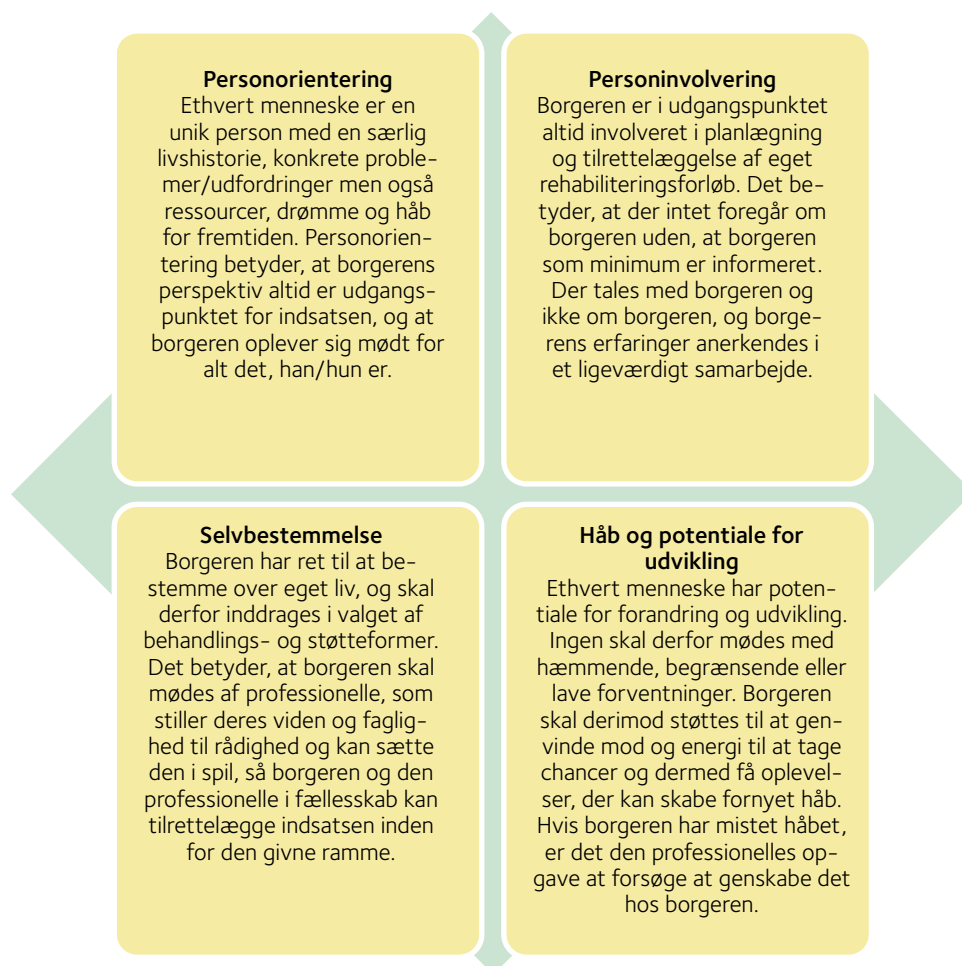 Personorientering
Ethvert menneske er en
unik person med en særlig
livshistorie, konkrete proble-
mer/udfordringer men også
ressourcer, drømme og håb
for fremtiden. Personorien-
tering betyder, at borgerens
perspektiv altid er udgangs-
punktet for indsatsen, og at
borgeren oplever sig mødt for
alt det, han/hun er.
Personinvolvering
Borgeren er i udgangspunktet
altid involveret i planlægning
og tilrettelæggelse af eget
rehabiliteringsforløb. Det be-
tyder, at der intet foregår om
borgeren uden, at borgeren
som minimum er informeret.
Der tales med borgeren og
ikke om borgeren, og borge-
rens erfaringer anerkendes i
et ligeværdigt samarbejde.
Selvbestemmelse
Borgeren har ret til at be-
stemme over eget liv, og skal
derfor inddrages i valget af
behandlings- og støtteformer.
Det betyder, at borgeren skal
mødes af professionelle, som
stiller deres viden og faglig-
hed til rådighed og kan sætte
den i spil, så borgeren og den
professionelle i fællesskab kan
tilrettelægge indsatsen inden
for den givne ramme.
Håb og potentiale for
udvikling
Ethvert menneske har poten-
tiale for forandring og udvikling.
Ingen skal derfor mødes med
hæmmende, begrænsende eller
lave forventninger. Borgeren
skal derimod støttes til at gen-
vinde mod og energi til at tage
chancer og dermed få oplevel-
ser, der kan skabe fornyet håb.
Hvis borgeren har mistet håbet,
er det den professionelles op-
gave at forsøge at genskabe det
hos borgeren.